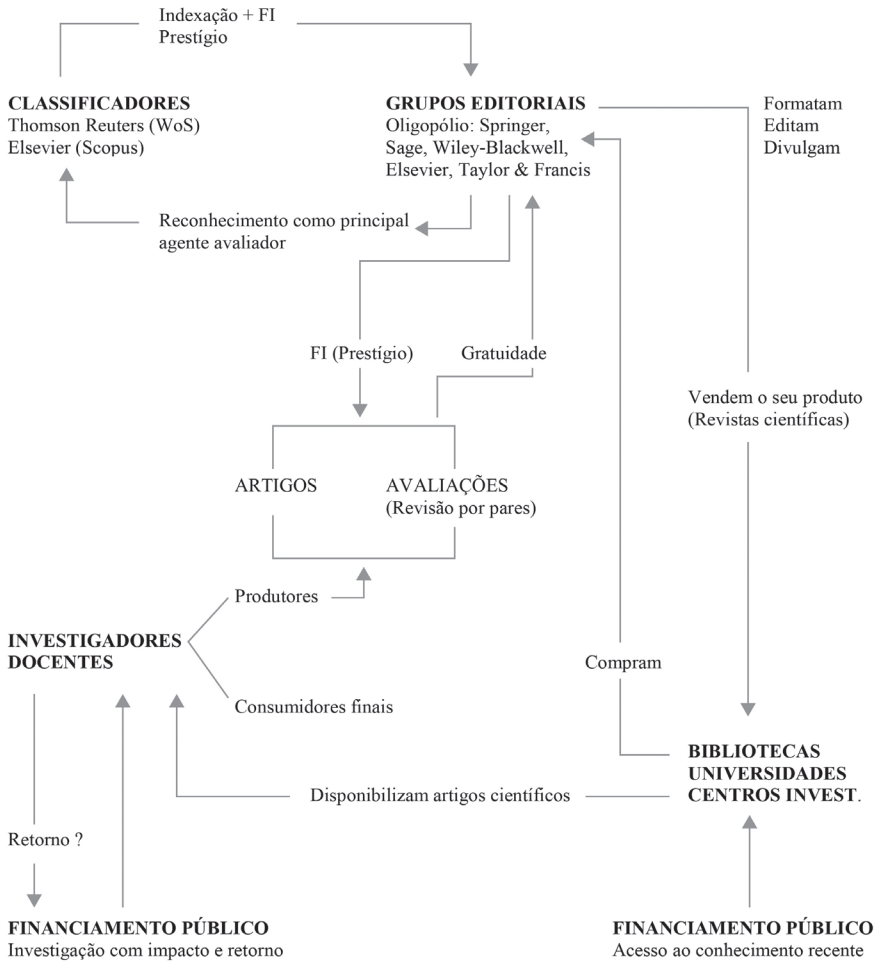 Indexação + FI
Prestígio
CLASSIFICADORES
Thomson Reuters (WoS)
Elsevier (Scopus)
GRUPOS EDITORIAIS
Oligopólio: Springer,
Sage, Wiley-Blackwell,
Elsevier, Taylor & Francis
Formatam
Editam
Divulgam
Reconhecimento como principal
agente avaliador
FI (Prestígio)
Gratuidade
Vendem o seu produto
(Revistas científicas)
ARTIGOS
AVALIAÇÕES
(Revisão por pares)
Produtores
INVESTIGADORES
DOCENTES
Compram
Consumidores finais
BIBLIOTECAS
UNIVERSIDADES
CENTROS INVEST.
Disponibilizam artigos científicos
Retorno ?
FINANCIAMENTO PÚBLICO
Investigação com impacto e retorno
FINANCIAMENTO PÚBLICO
Acesso ao conhecimento recente